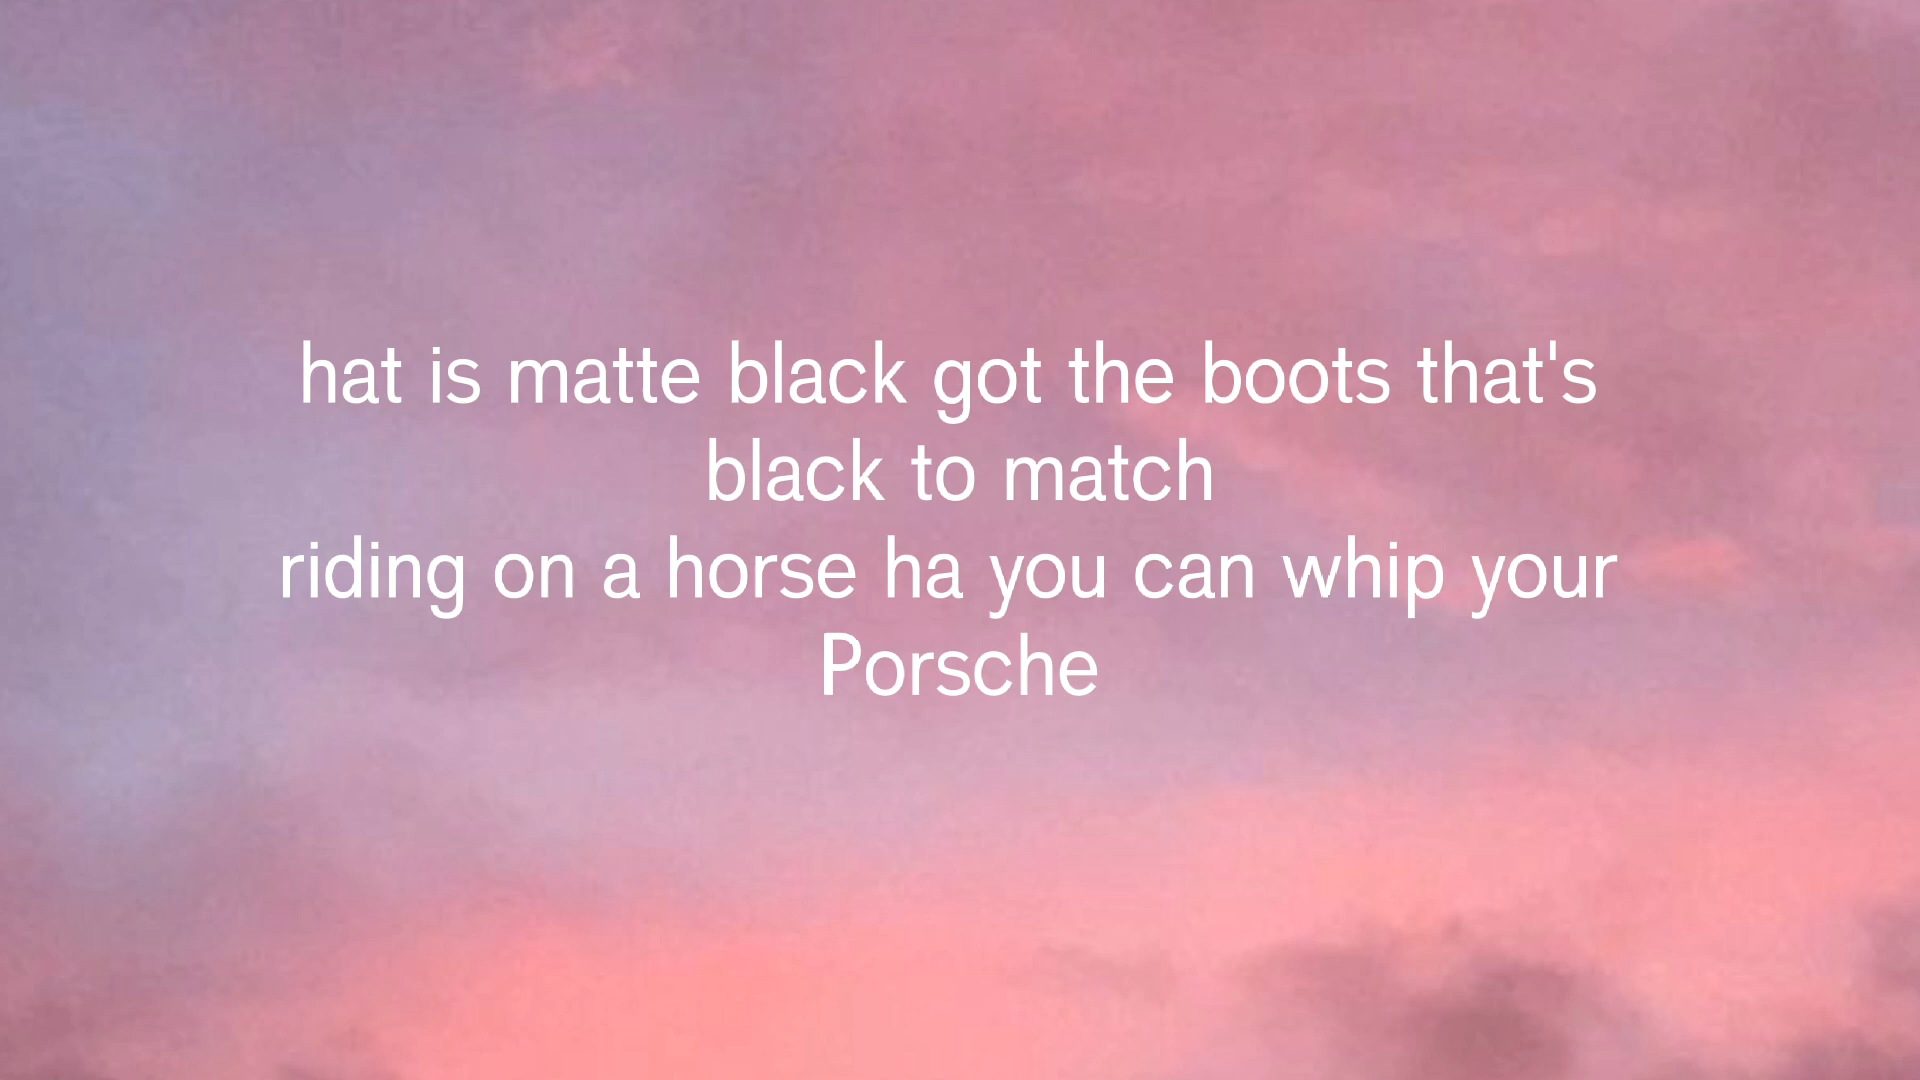 hat is matte black got the boots that's
black to match
riding on a horse ha you can whip your
Porsche